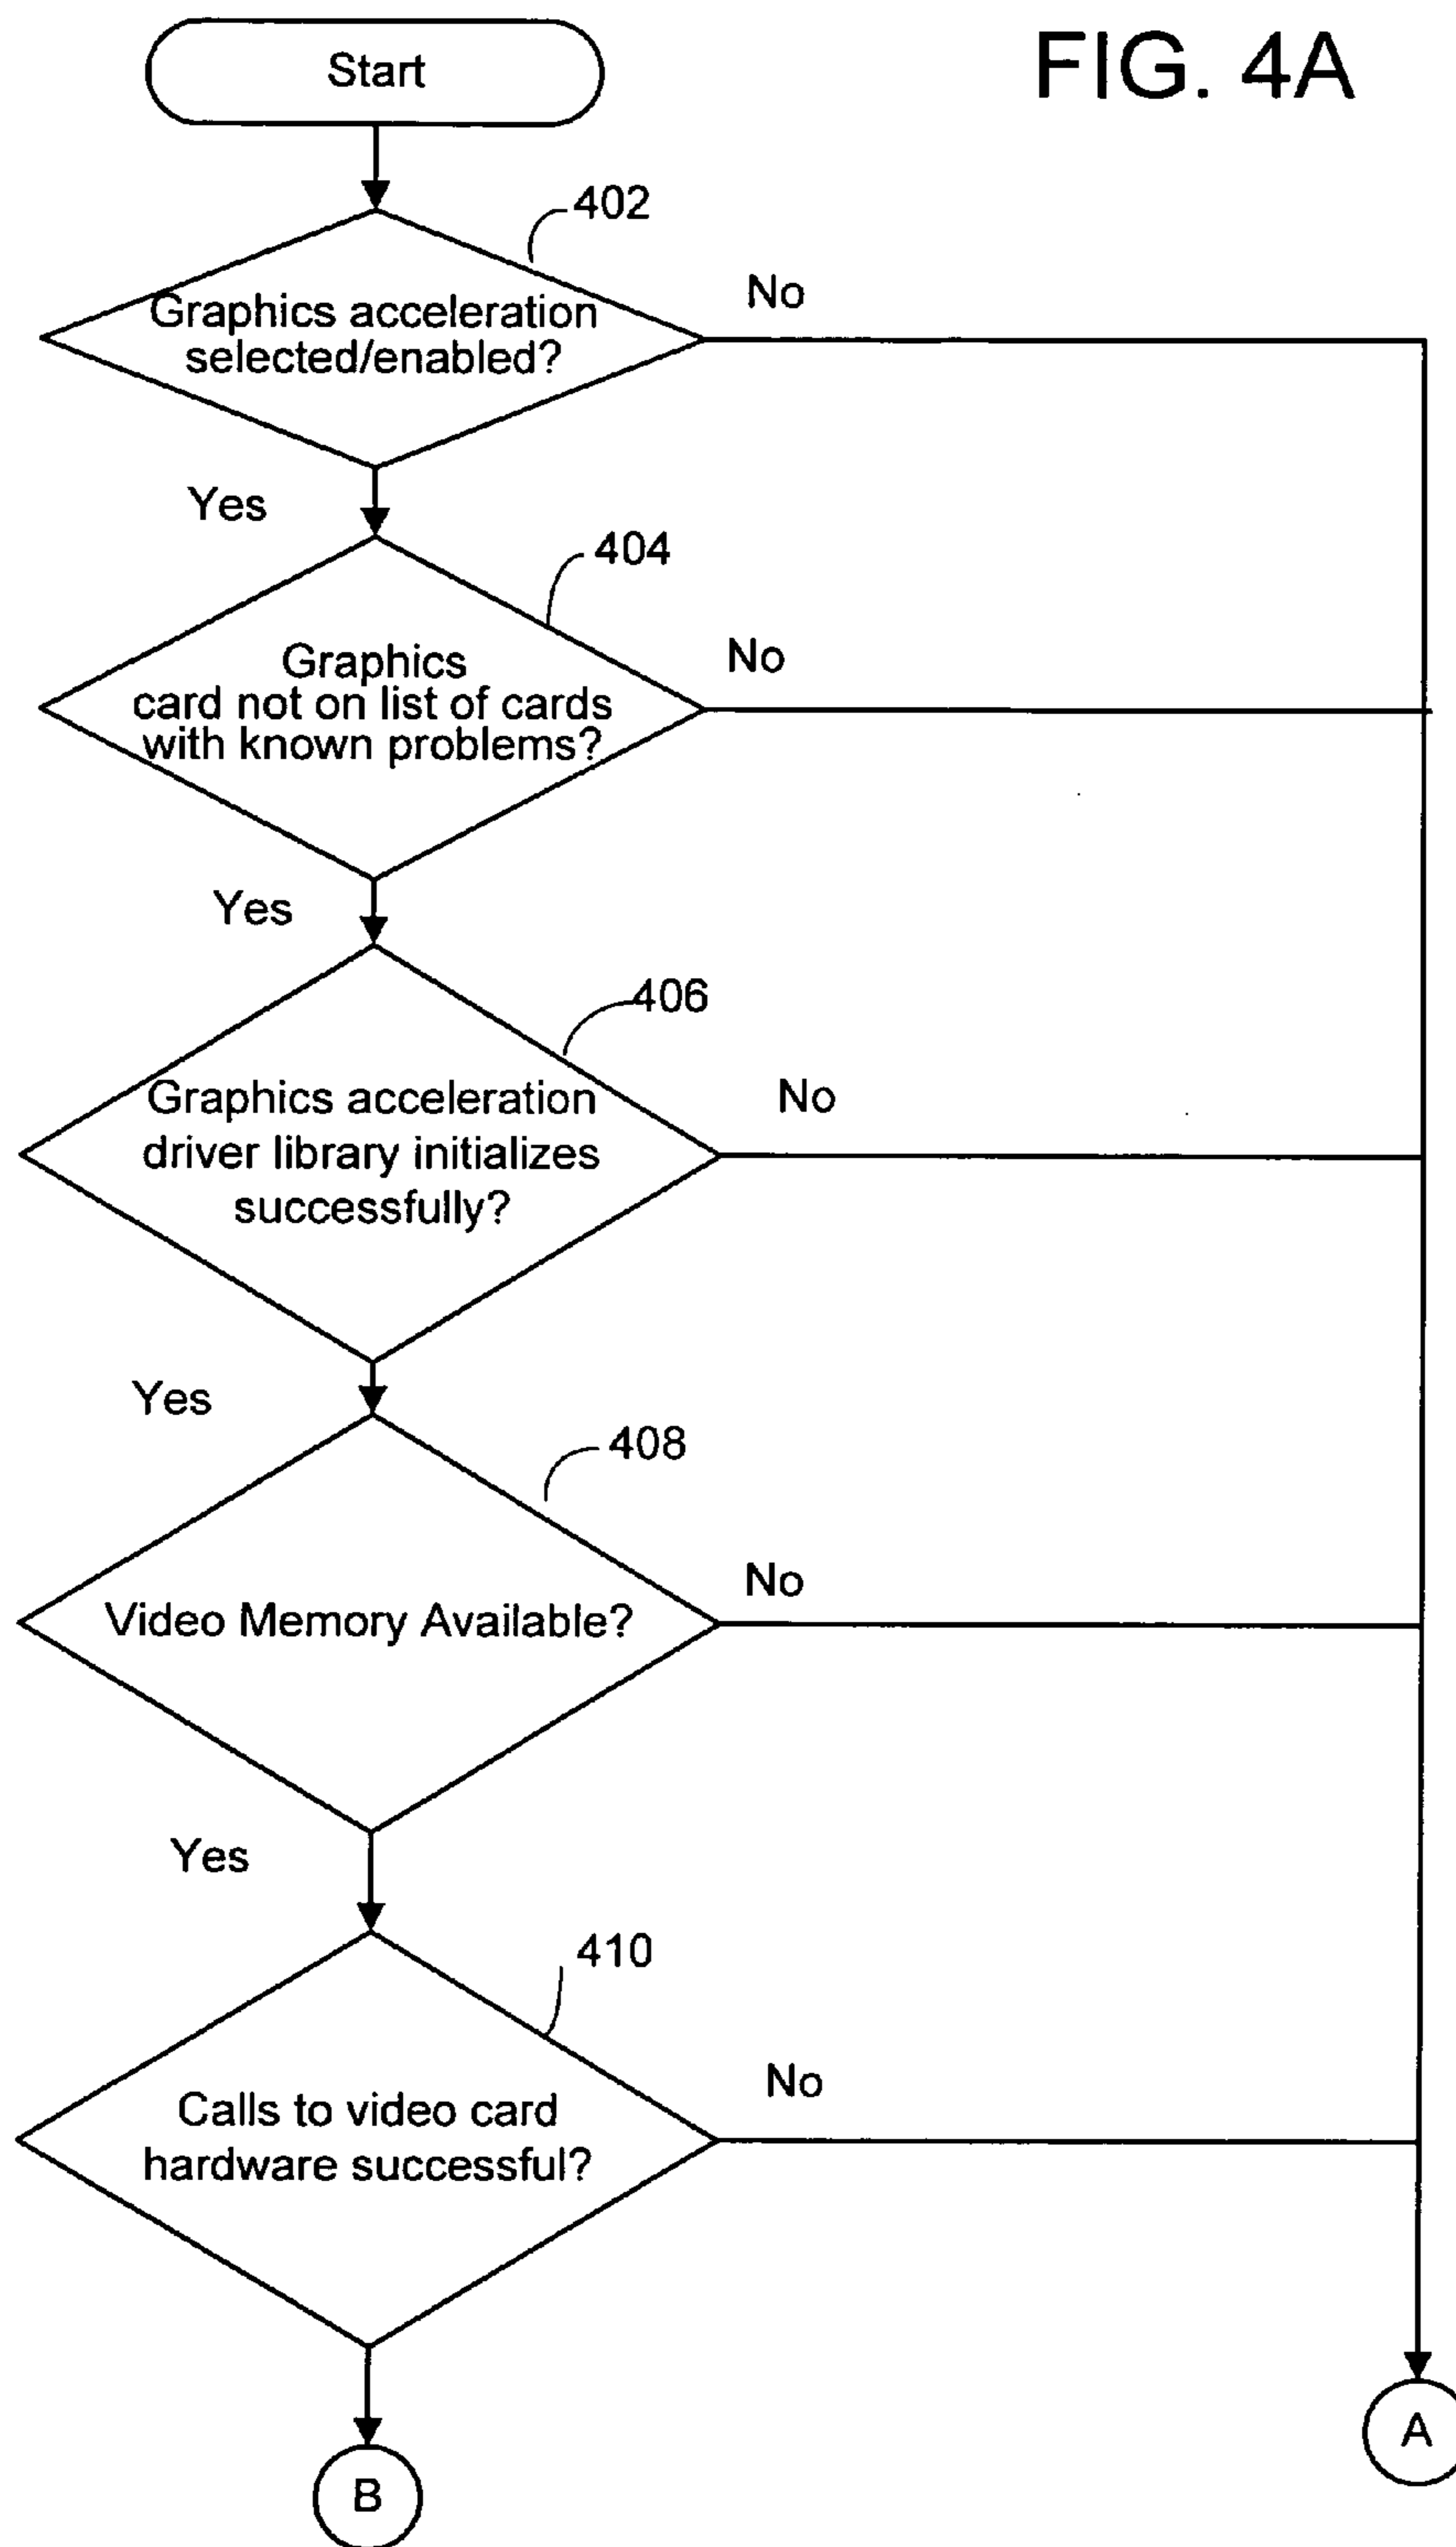 Start
FIG. 4A
402
Graphics acceleration
selected/enabled?
No
Yes
404
Graphics
card not on list of cards
with known problems?
No
Yes
406
Graphics acceleration
driver library initializes
successfully?
No
Yes
408
Video Memory Available?
No
Yes
410
Calls to video card
hardware successful?
No
A
B